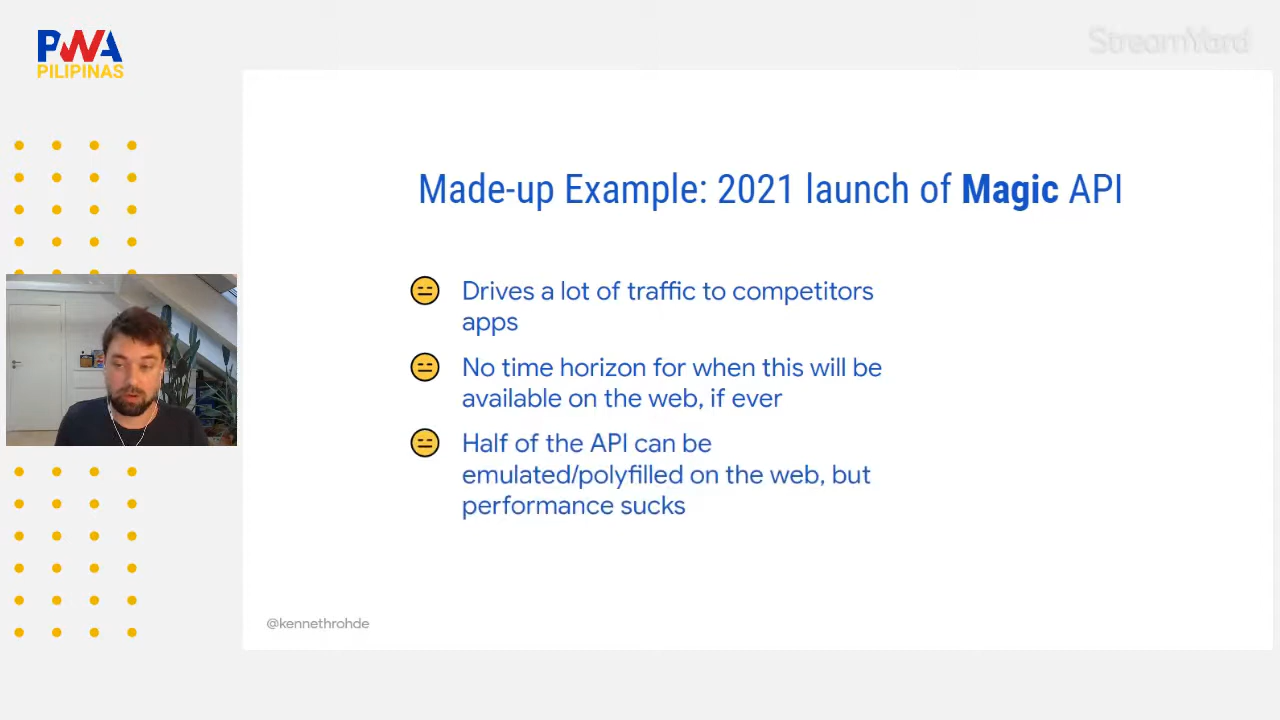 PWA
PILIPINAS
StreamYard
Made-up Example: 2021 launch of Magic API
Drives a lot of traffic to competitors
apps
No time horizon for when this will be
available on the web, if ever
Half of the API can be
emulated/polyfilled on the web, but
performance sucks
@kennethrohde